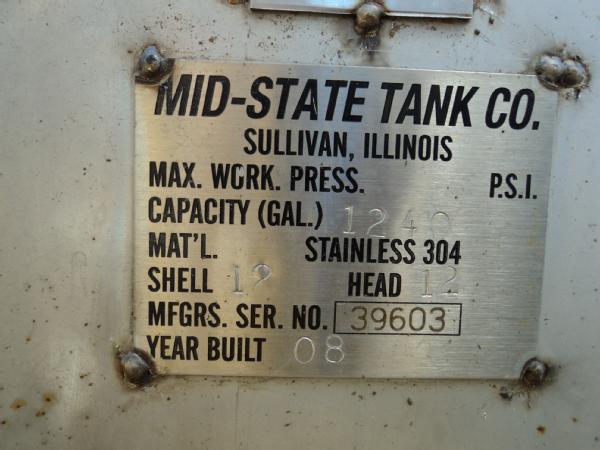 MID-STATE TANK CO.
SULLIVAN, ILLINOIS
MAX. WORK. PRESS. P.S.I.
CAPACITY (GAL.) 1240
MAT'L. STAINLESS 304
SHELL 12 HEAD 12
MFGRS. SER. NO. 39603
YEAR BUILT 08